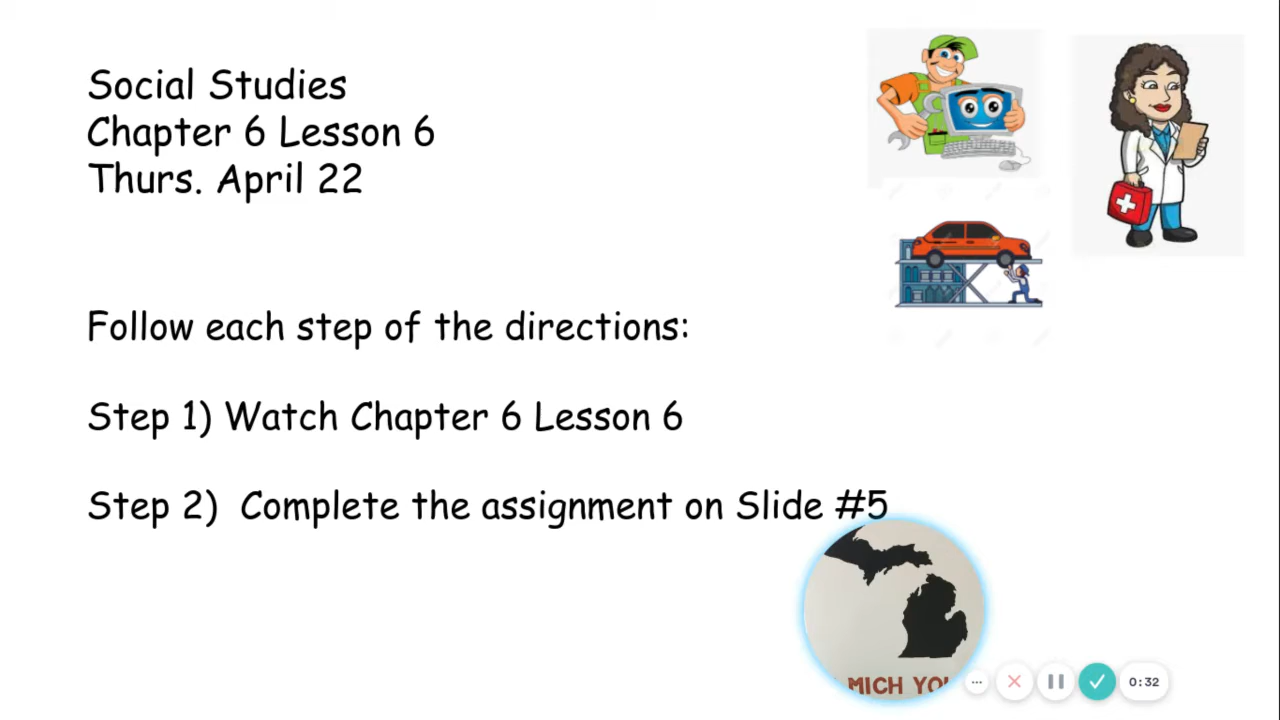 Social Studies
Chapter 6 Lesson 6
Thurs. April 22
Follow each step of the directions:
Step 1) Watch Chapter 6 Lesson 6
Step 2)  Complete the assignment on Slide #5
MICH
0:32